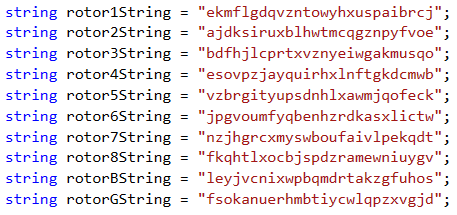 string rotor1String = "ekmflgdqvzntowyhxuspaibrcj";
string rotor2String = "ajdksiruxblhwtmcqgznpyfvoe";
string rotor3String = "bdfhjlcprtxvznyeiwgakmusqo";
string rotor4String = "esovpzjayquirhxlnftgkdcmwb";
string rotor5String = "vzbrgityupsdnhlxawmjqofeck";
string rotor6String = "jpgvoumfyqbenhzrdkasxlictw";
string rotor7String = "nzjhgrcxmyswboufaivlpekqdt";
string rotor8String = "fkqhtlxocbjspdzramewniuygv";
string rotorBString = "leyjvcnixwpbqmdrtakzgfuhos";
string rotorGString = "fsokanuerhmbtiycwlqpzxvgjd";